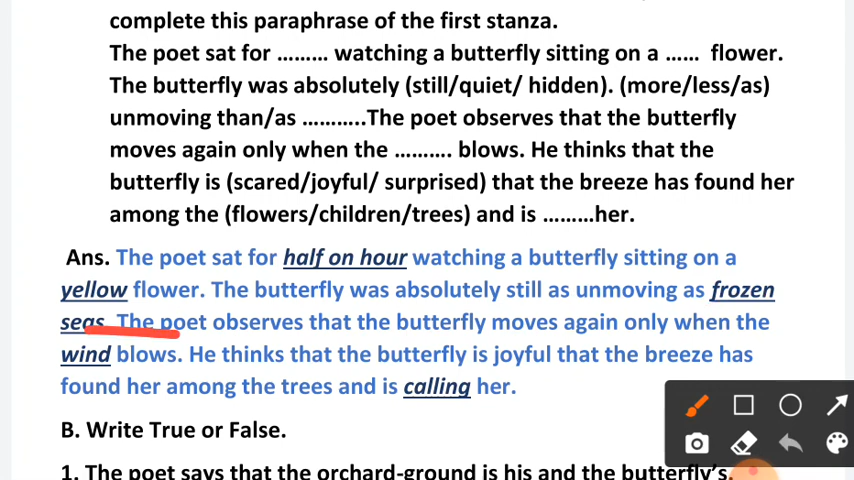 complete this paraphrase of the first stanza.
The poet sat for ……… watching a butterfly sitting on a …… flower.
The butterfly was absolutely (still/quiet/ hidden). (more/less/as)
unmoving than/as ………..The poet observes that the butterfly
moves again only when the ………. blows. He thinks that the
butterfly is (scared/joyful/ surprised) that the breeze has found her
among the (flowers/children/trees) and is ………her.
Ans. The poet sat for half on hour watching a butterfly sitting on a
yellow flower. The butterfly was absolutely still as unmoving as frozen
seas. The poet observes that the butterfly moves again only when the
wind blows. He thinks that the butterfly is joyful that the breeze has
found her among the trees and is calling her.
B. Write True or False.
1. The poet says that the orchard-ground is his and the butterfly's.